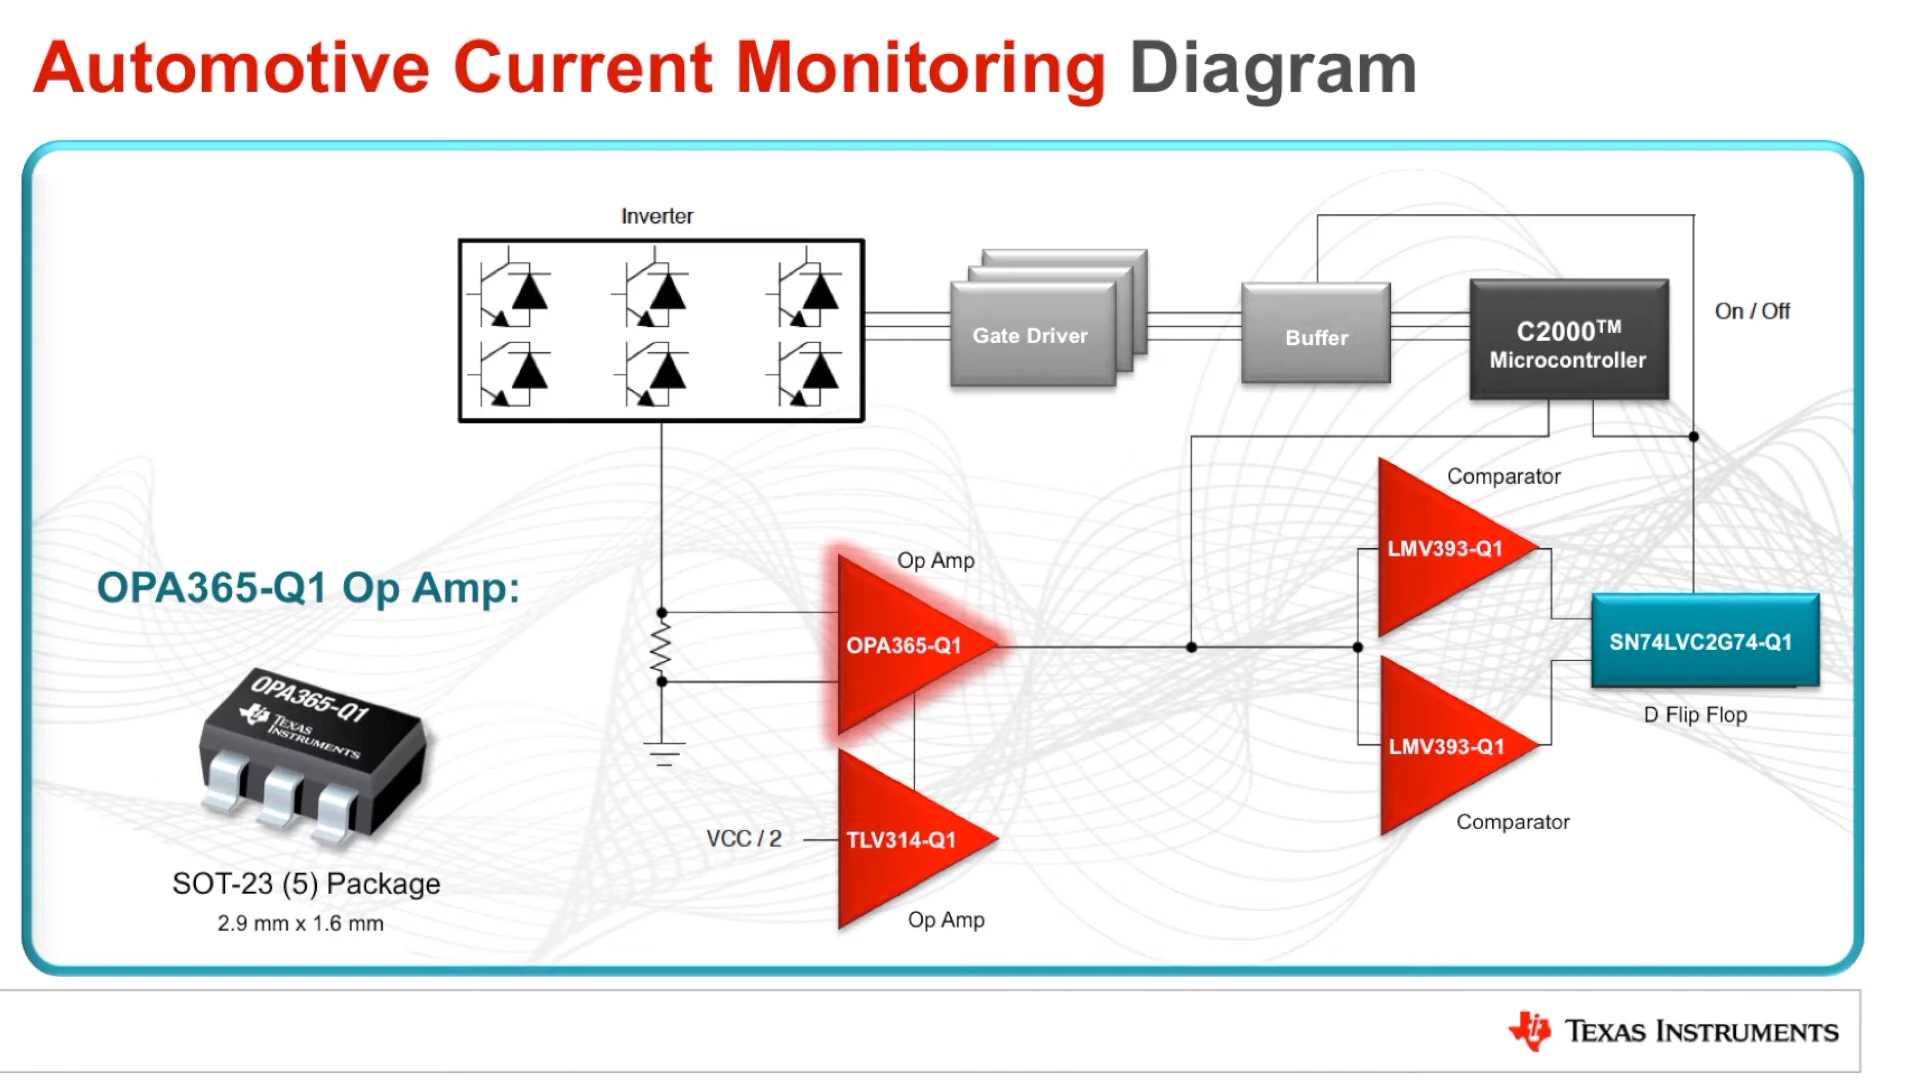 Automotive Current Monitoring Diagram
Inverter
Gate Driver
Buffer
C2000™
Microcontroller
On / Off
Comparator
LMV393-Q1
Op Amp
OPA365-Q1 Op Amp:
OPA365-Q1
SN74LVC2G74-Q1
D Flip Flop
OPA365-Q1
TEXAS
INSTRUMENTS
LMV393-Q1
Comparator
VCC / 2
TLV314-Q1
Op Amp
SOT-23 (5) Package
2.9 mm x 1.6 mm
TEXAS INSTRUMENTS